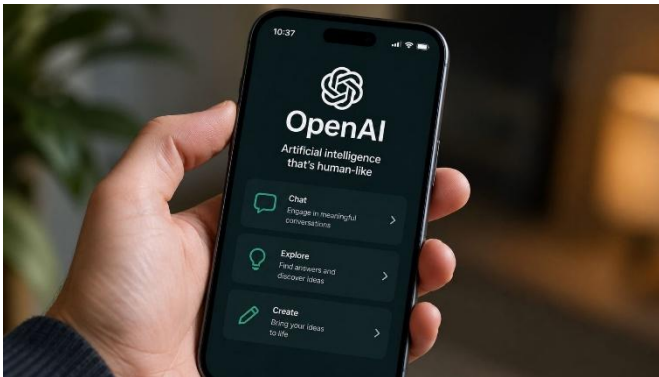 10:37
OpenAI
Artificial intelligence
that's human-like
Chat
Engage in meaningful
conversations
Explore
Find answers and
discover ideas
Create
Bring your ideas
to life